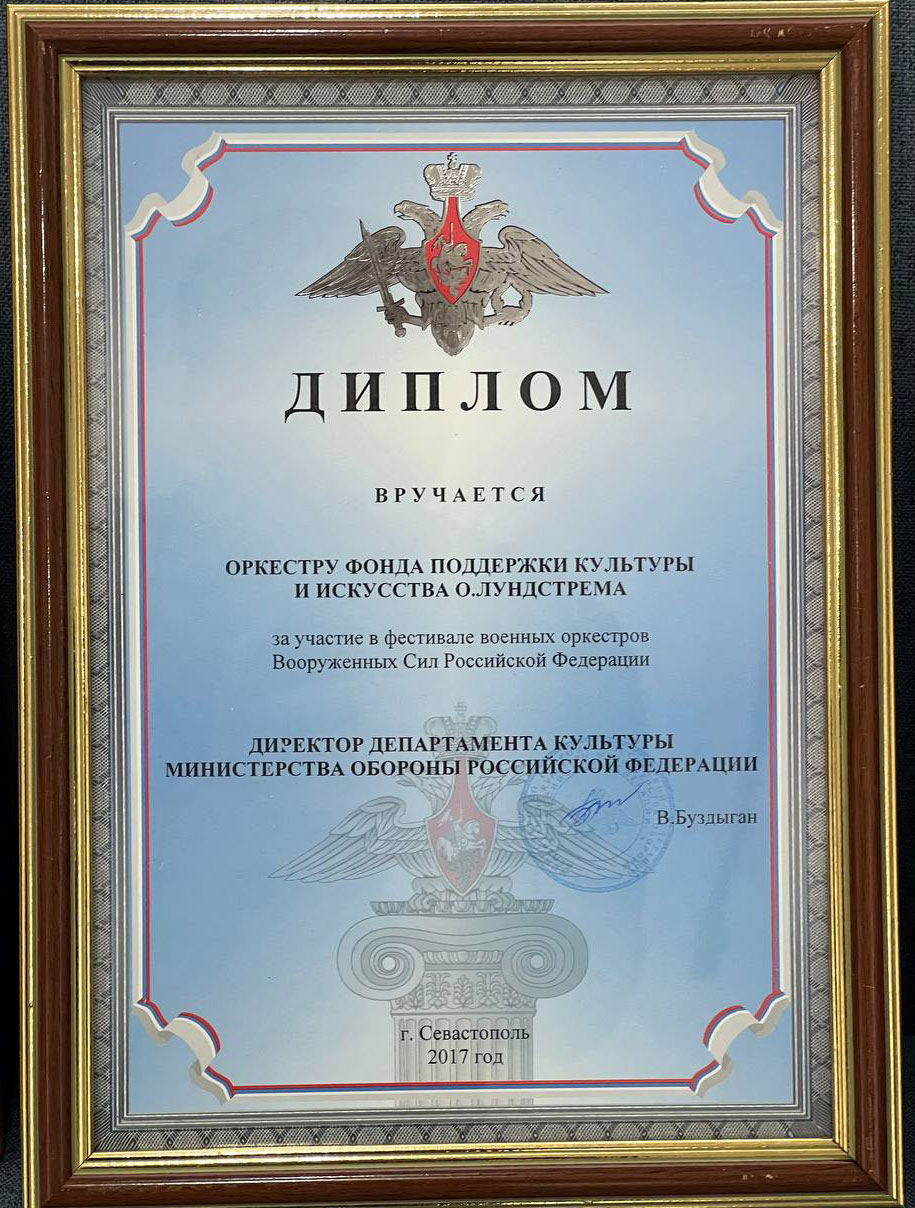 ДИПЛОМ
ВРУЧАЕТСЯ
ОРКЕСТРУ ФОНДА ПОДДЕРЖКИ КУЛЬТУРЫ
И ИСКУССТВА О.ЛУНДСТРЕМА
за участие в фестивале военных оркестров
Вооруженных Сил Российской Федерации
ДИРЕКТОР ДЕПАРТАМЕНТА КУЛЬТУРЫ
МИНИСТЕРСТВА ОБОРОНЫ РОССИЙСКОЙ ФЕДЕРАЦИИ
В.Буздыган
г. Севастополь
2017 год